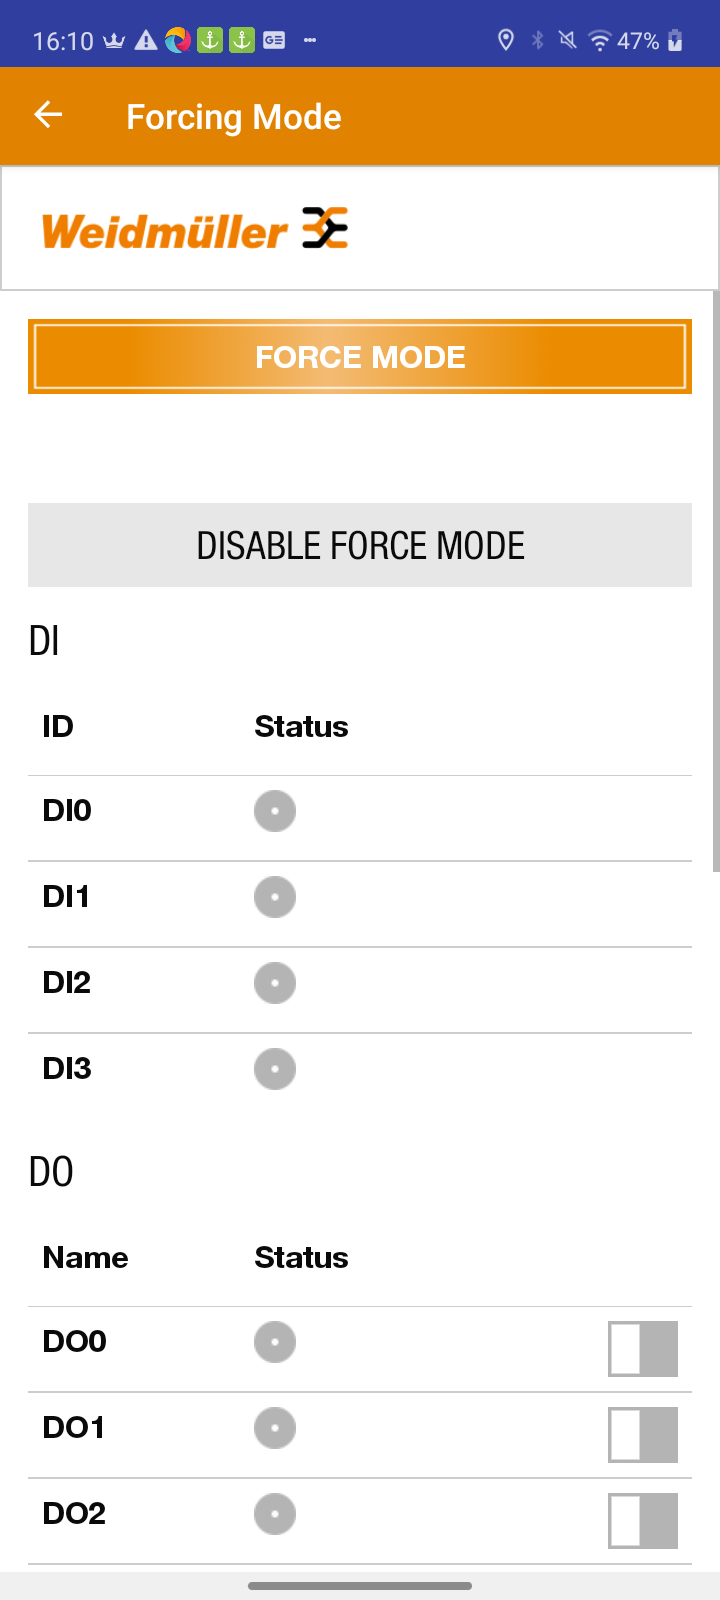 16:10 47%
Forcing Mode
Weidmüller
FORCE MODE
DISABLE FORCE MODE
DI
ID Status
DI0
DI1
DI2
DI3
DO
Name Status
DO0
DO1
DO2